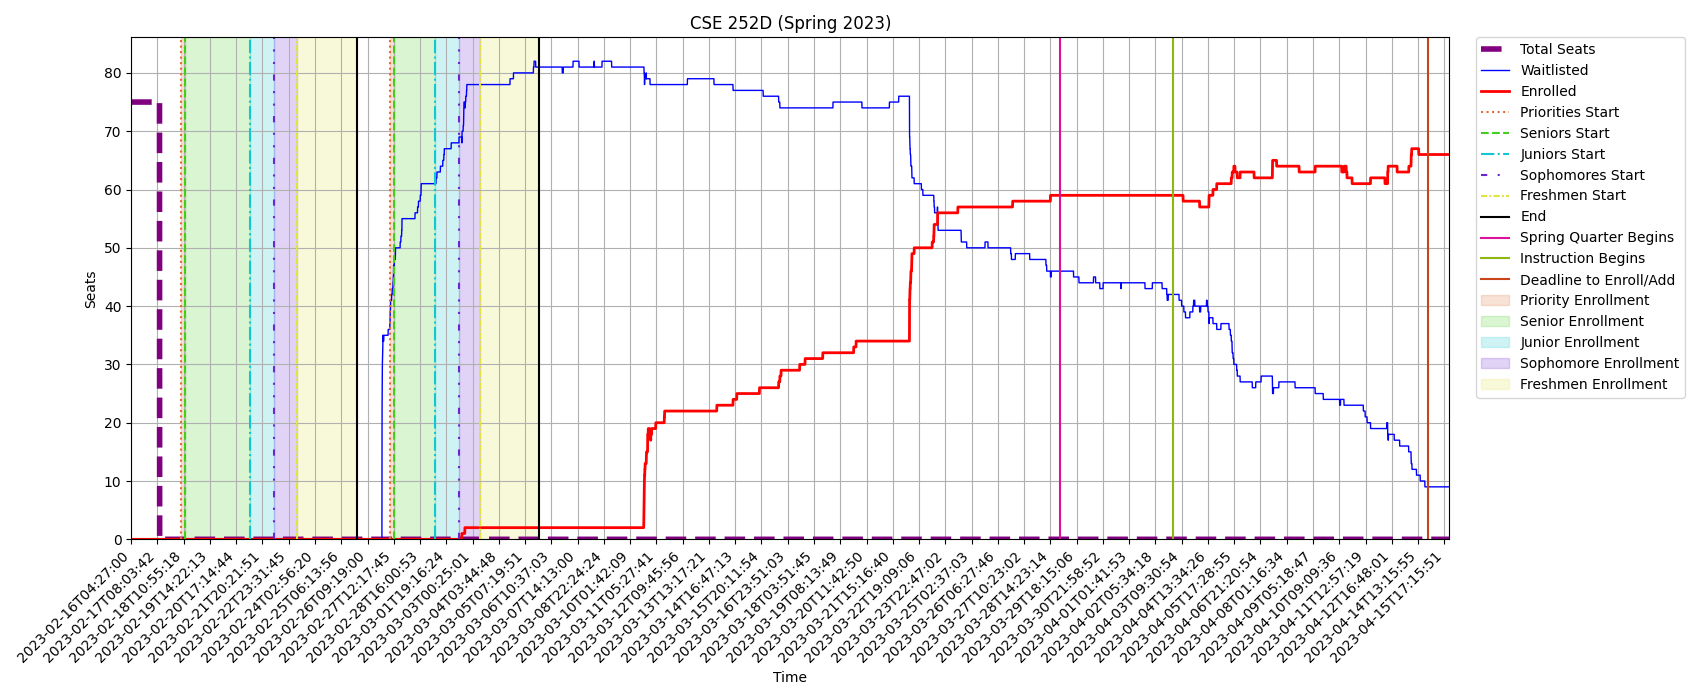 CSE 252D (Spring 2023)
80
70
60
50
40
30
20
10
0
Seats
2023-02-16T04:27:00
2023-02-17T08:03:42
2023-02-18T10:55:18
2023-02-19T14:22:13
2023-02-20T17:14:44
2023-02-21T20:21:51
2023-02-22T23:31:45
2023-02-24T02:56:20
2023-02-25T06:13:56
2023-02-26T09:19:00
2023-02-27T12:17:45
2023-02-28T16:00:53
2023-03-01T19:16:24
2023-03-03T00:25:01
2023-03-04T03:44:48
2023-03-05T07:19:51
2023-03-06T10:37:03
2023-03-07T14:13:00
2023-03-08T22:24:24
2023-03-10T01:42:09
2023-03-11T05:27:41
2023-03-12T09:45:56
2023-03-13T13:17:21
2023-03-14T16:47:13
2023-03-15T20:11:54
2023-03-16T23:51:03
2023-03-18T03:51:45
2023-03-19T08:13:49
2023-03-20T11:42:50
2023-03-21T15:16:40
2023-03-22T19:09:06
2023-03-23T22:47:02
2023-03-25T02:37:03
2023-03-26T06:27:46
2023-03-27T10:23:02
2023-03-28T14:23:14
2023-03-29T18:15:06
2023-03-30T21:58:52
2023-04-01T01:41:53
2023-04-02T05:34:18
2023-04-03T09:30:54
2023-04-04T13:34:26
2023-04-05T17:28:55
2023-04-06T21:20:54
2023-04-08T01:16:34
2023-04-09T05:18:47
2023-04-10T09:09:36
2023-04-11T12:57:19
2023-04-12T16:48:01
2023-04-14T13:15:55
2023-04-15T17:15:51
Time
Total Seats
Waitlisted
Enrolled
Priorities Start
Seniors Start
Juniors Start
Sophomores Start
Freshmen Start
End
Spring Quarter Begins
Instruction Begins
Deadline to Enroll/Add
Priority Enrollment
Senior Enrollment
Junior Enrollment
Sophomore Enrollment
Freshmen Enrollment